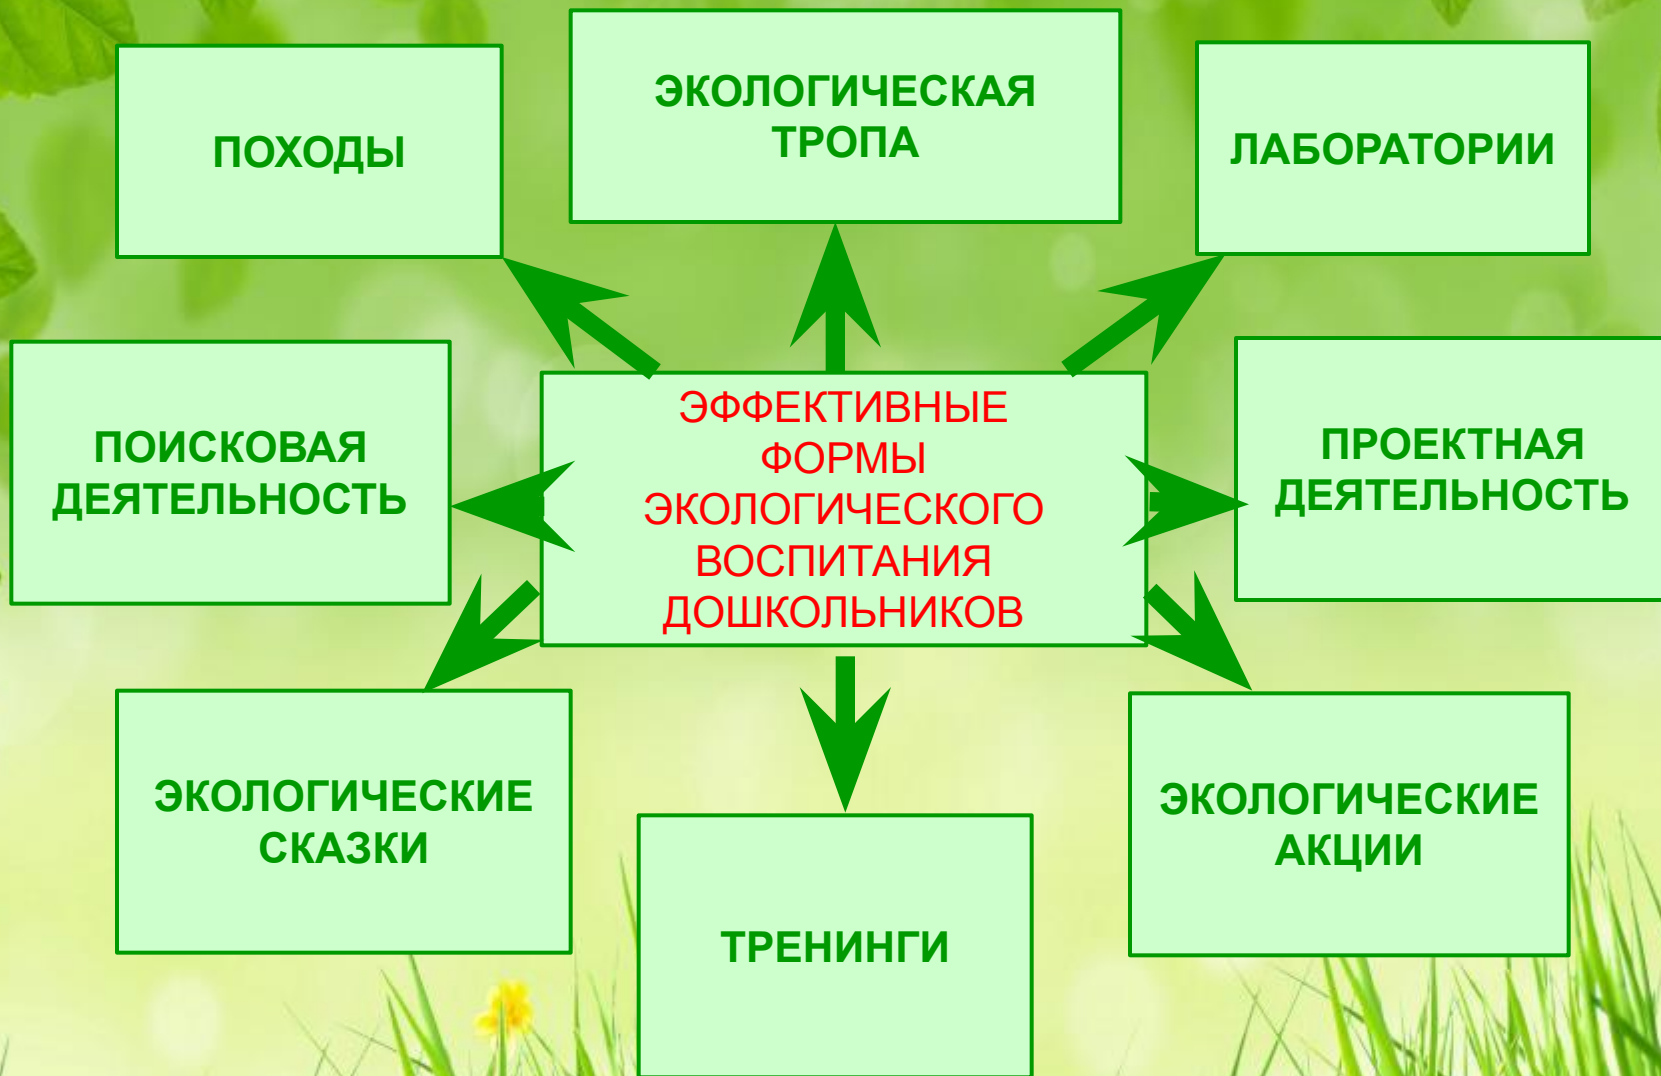 ПОХОДЫ
ЭКОЛОГИЧЕСКАЯ
ТРОПА
ЛАБОРАТОРИИ
ПОИСКОВАЯ
ДЕЯТЕЛЬНОСТЬ
ЭФФЕКТИВНЫЕ
ФОРМЫ
ЭКОЛОГИЧЕСКОГО
ВОСПИТАНИЯ
ДОШКОЛЬНИКОВ
ПРОЕКТНАЯ
ДЕЯТЕЛЬНОСТЬ
ЭКОЛОГИЧЕСКИЕ
СКАЗКИ
ТРЕНИНГИ
ЭКОЛОГИЧЕСКИЕ
АКЦИИ